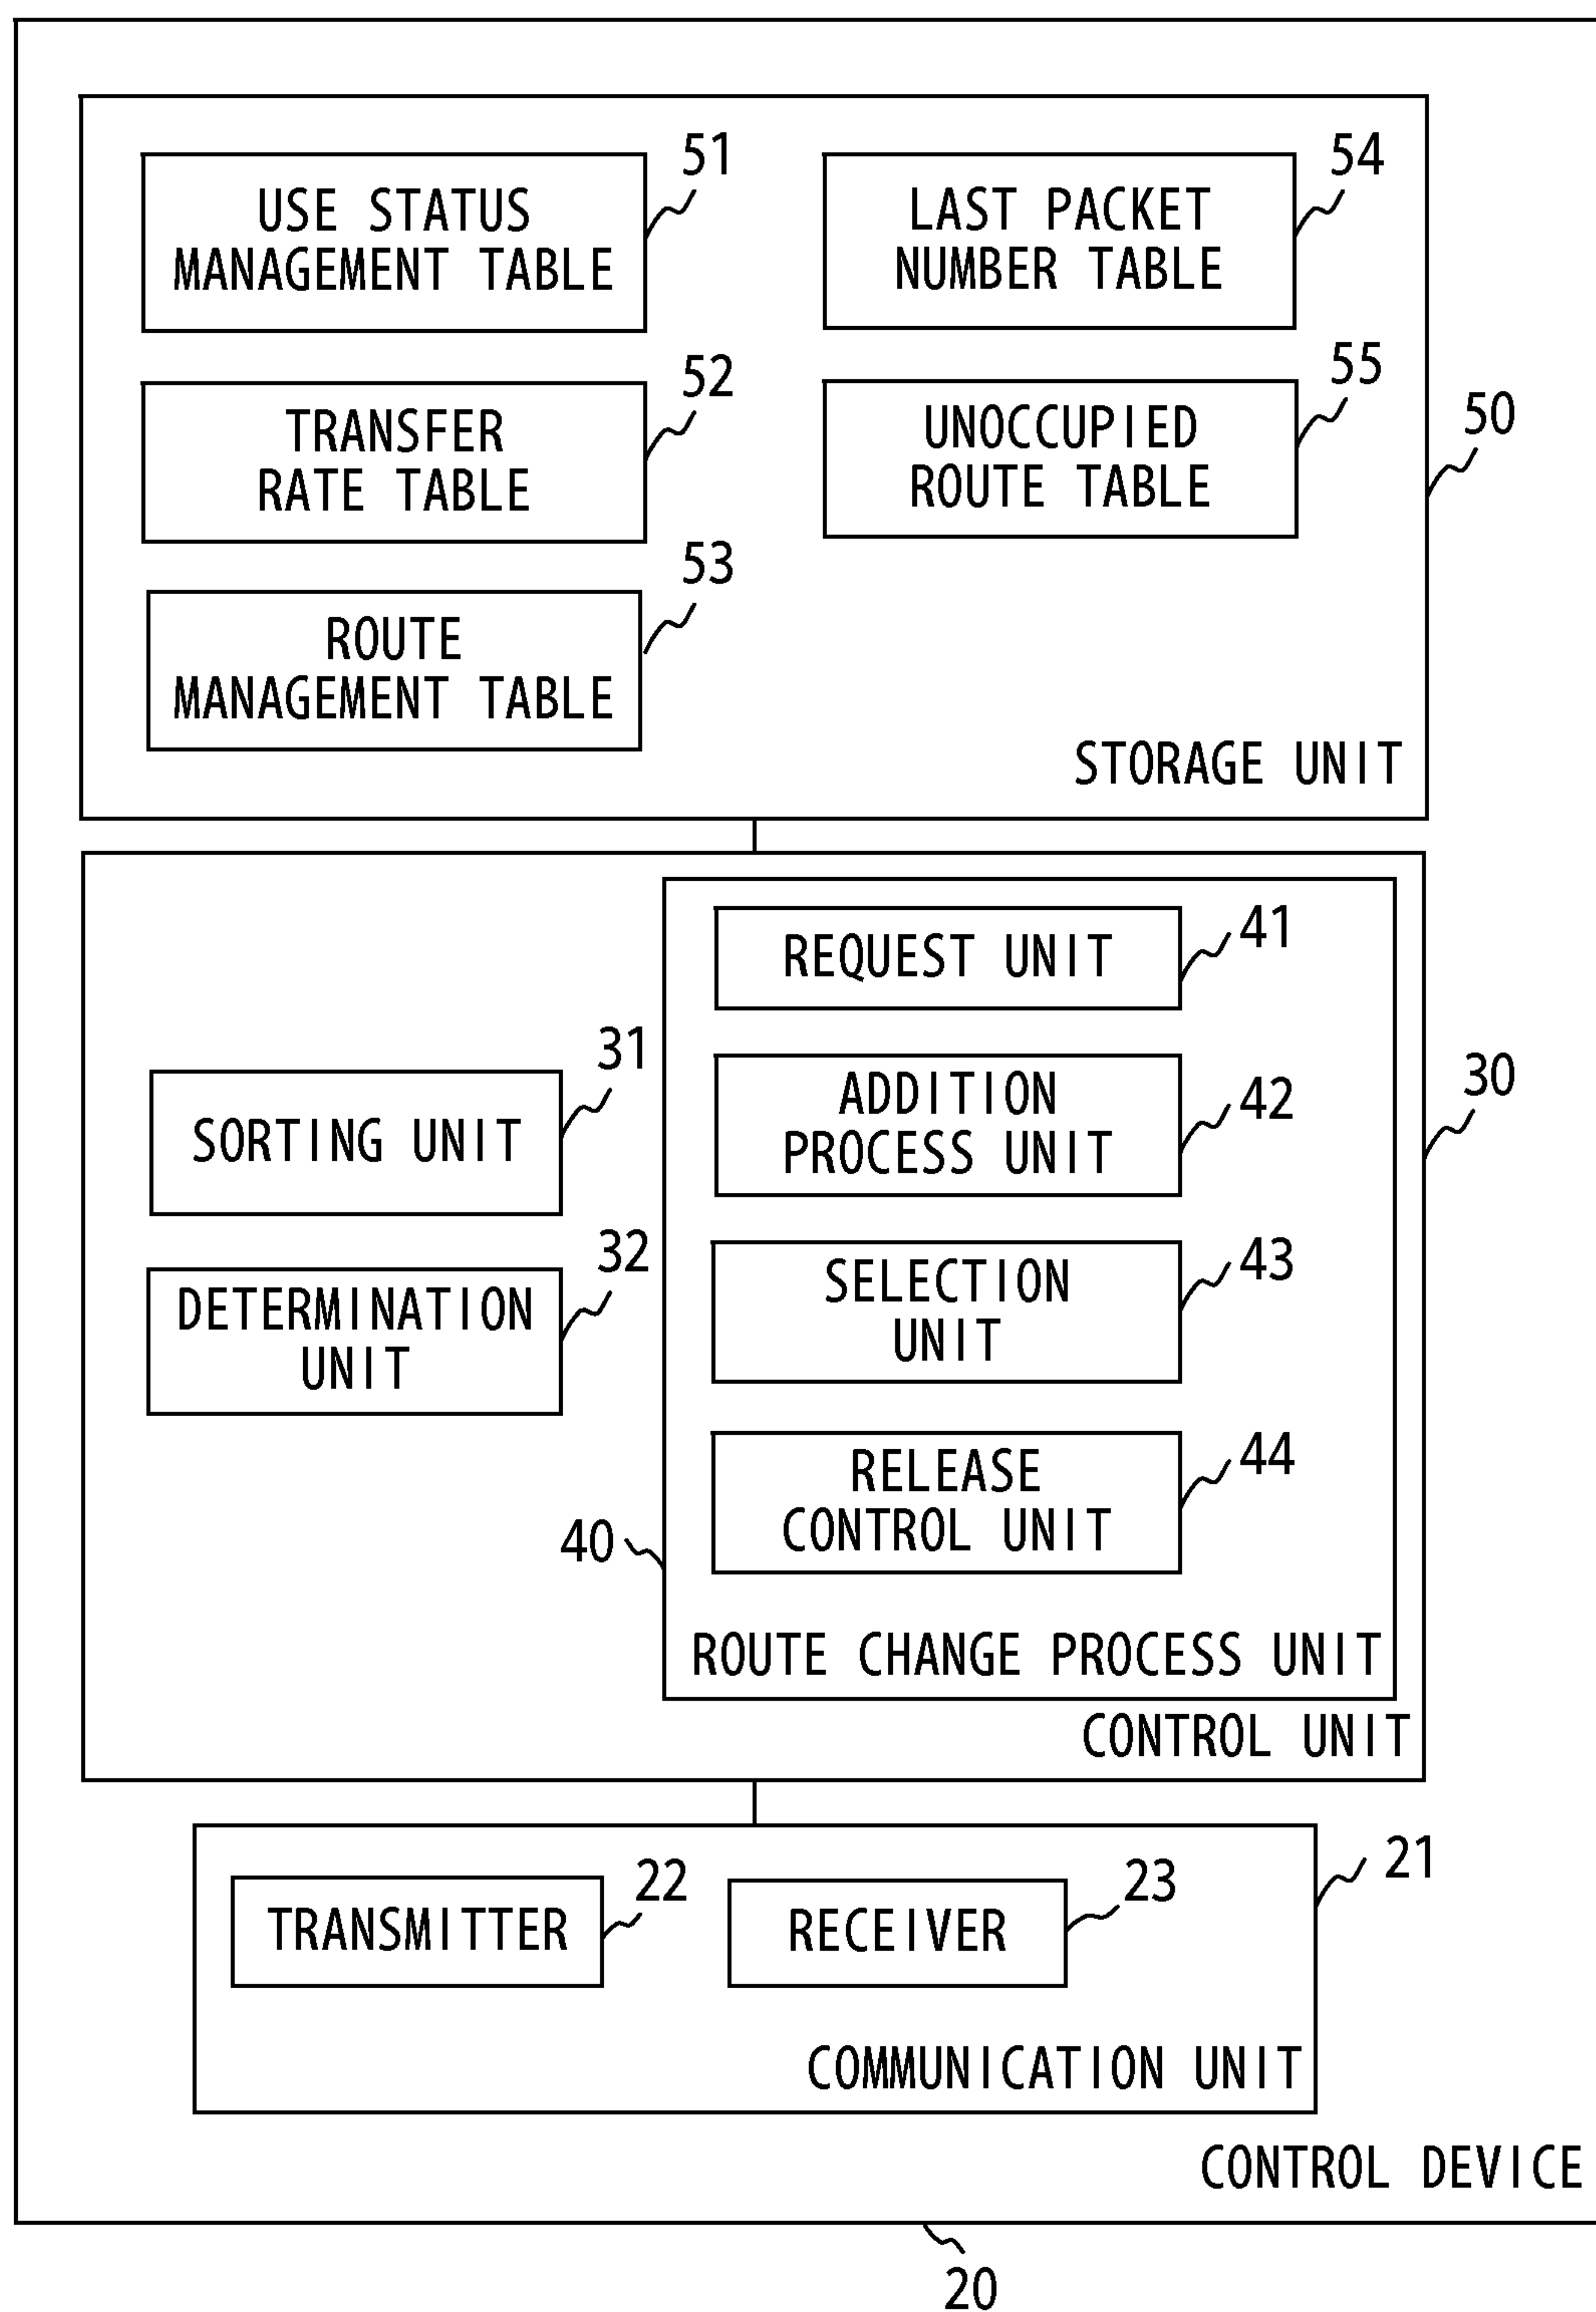 51
USE STATUS
MANAGEMENT TABLE
54
LAST PACKET
NUMBER TABLE
52
TRANSFER
RATE TABLE
55
UNOCCUPIED
ROUTE TABLE
50
53
ROUTE
MANAGEMENT TABLE
STORAGE UNIT
41
REQUEST UNIT
31
SORTING UNIT
42
ADDITION
PROCESS UNIT
30
32
DETERMINATION
UNIT
43
SELECTION
UNIT
44
RELEASE
CONTROL UNIT
40
ROUTE CHANGE PROCESS UNIT
CONTROL UNIT
21
22
TRANSMITTER
23
RECEIVER
COMMUNICATION UNIT
CONTROL DEVICE
20